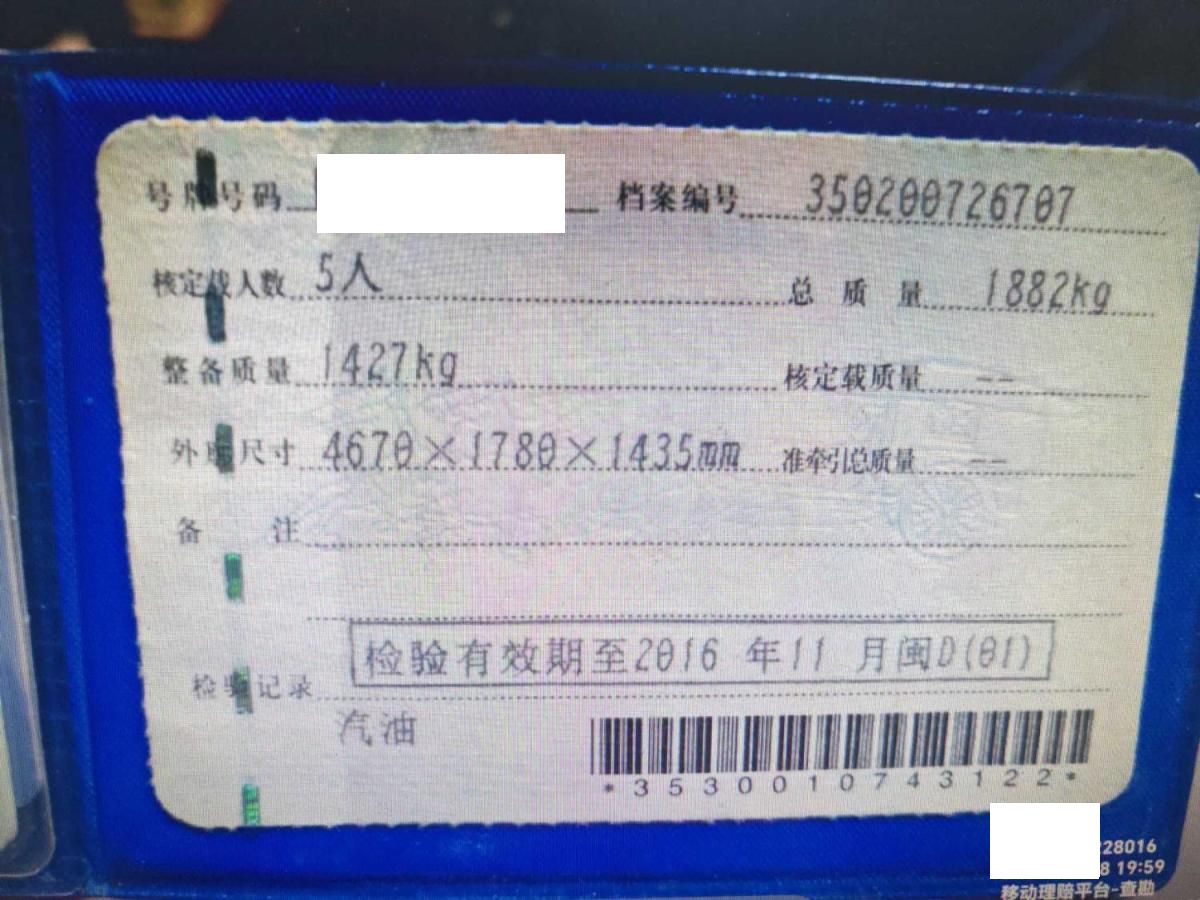 号牌号码 档案编号 350200726707
核定载人数 5人 总质量 1882kg
整备质量 1427kg 核定载质量 --
外廓尺寸 4670×1780×1435mm 准牵引总质量 --
备注
检验有效期至2016年11月闽D(01)
检验记录
汽油
*3530010743122*
28016
8 19:59
移动理赔平台-查勘